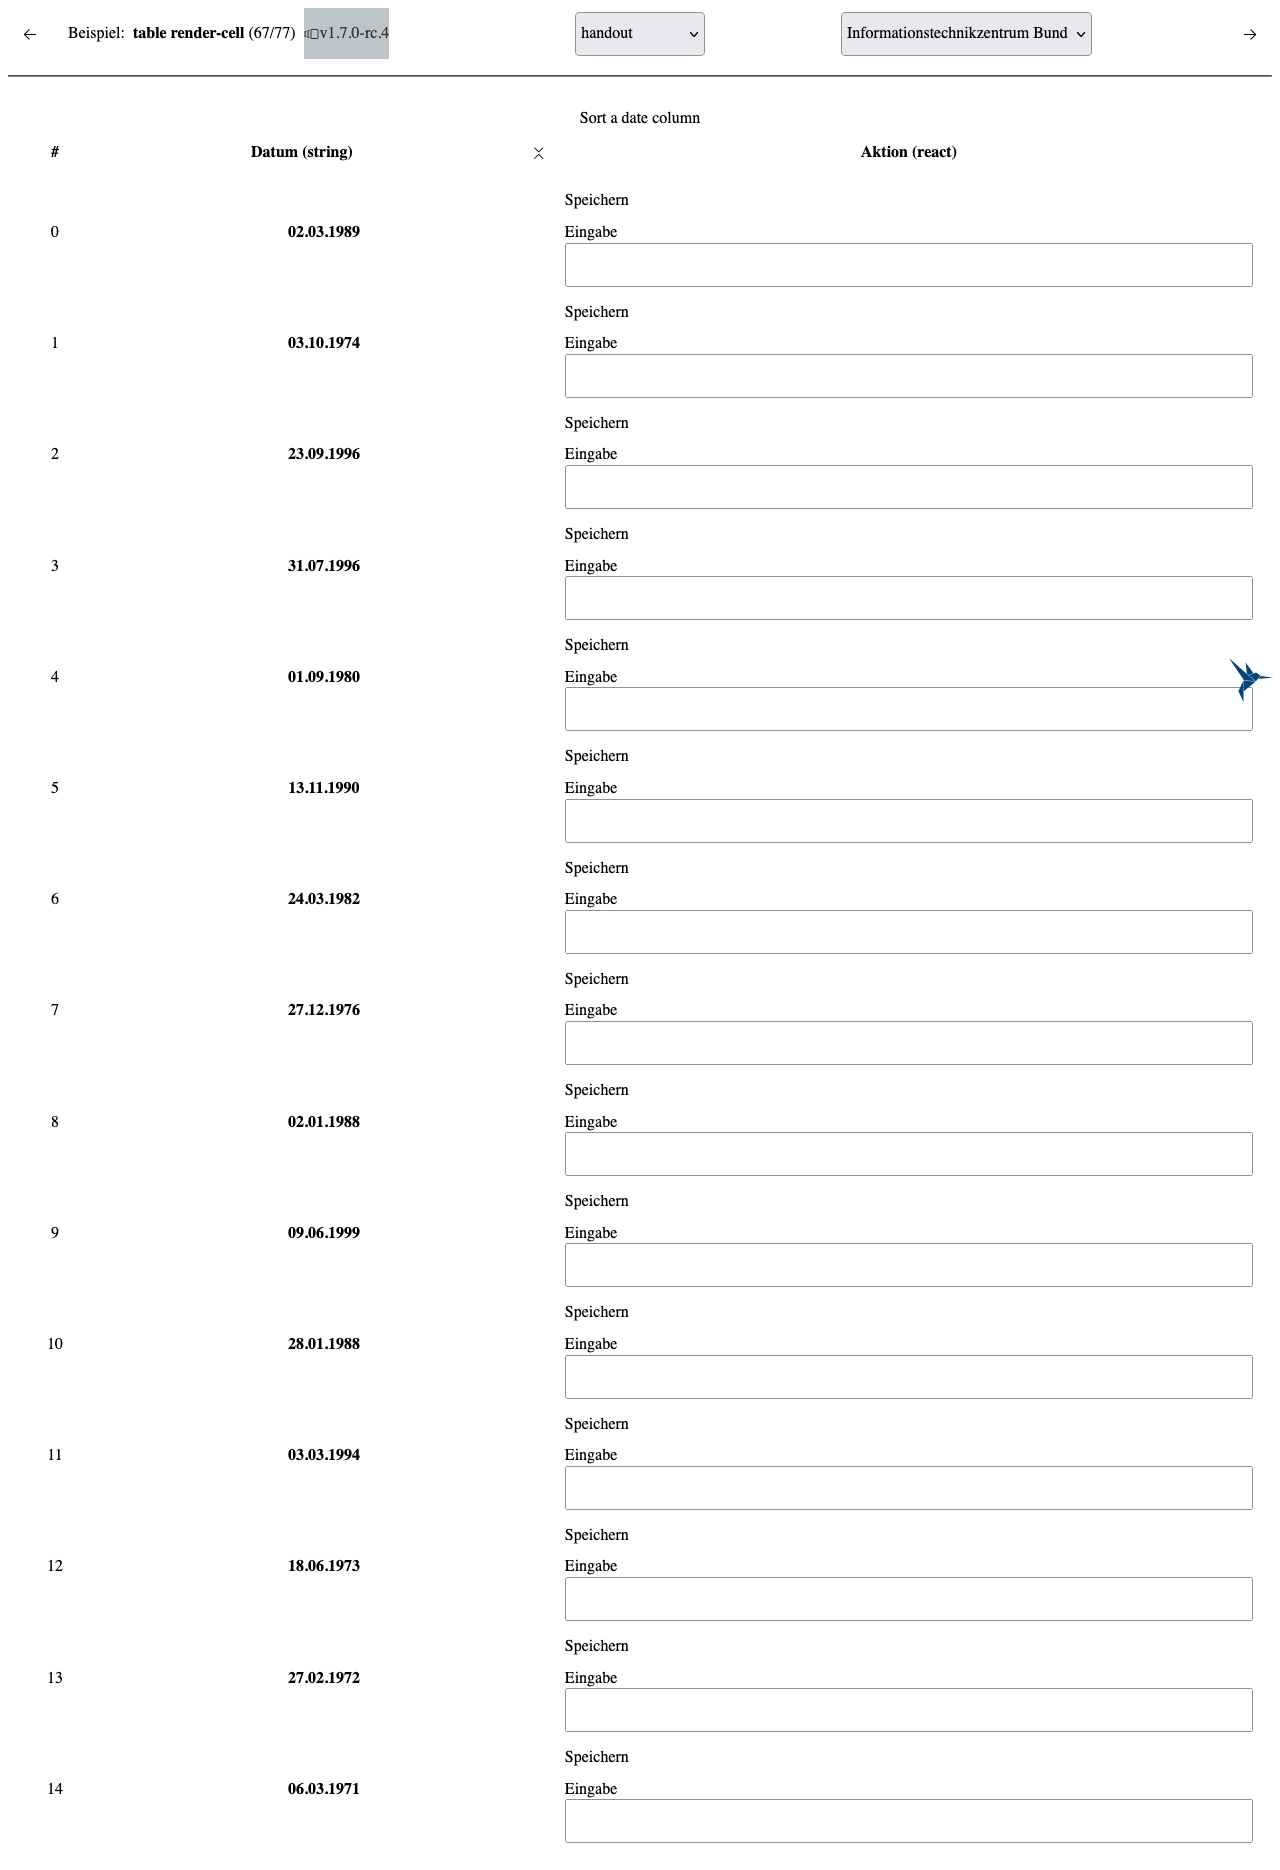 Beispiel: table render-cell (67/77) v1.7.0-rc.4 handout Informationstechnikzentrum Bund
Sort a date column
# Datum (string) Aktion (react)
Speichern
0 02.03.1989 Eingabe
Speichern
1 03.10.1974 Eingabe
Speichern
2 23.09.1996 Eingabe
Speichern
3 31.07.1996 Eingabe
Speichern
4 01.09.1980 Eingabe
Speichern
5 13.11.1990 Eingabe
Speichern
6 24.03.1982 Eingabe
Speichern
7 27.12.1976 Eingabe
Speichern
8 02.01.1988 Eingabe
Speichern
9 09.06.1999 Eingabe
Speichern
10 28.01.1988 Eingabe
Speichern
11 03.03.1994 Eingabe
Speichern
12 18.06.1973 Eingabe
Speichern
13 27.02.1972 Eingabe
Speichern
14 06.03.1971 Eingabe